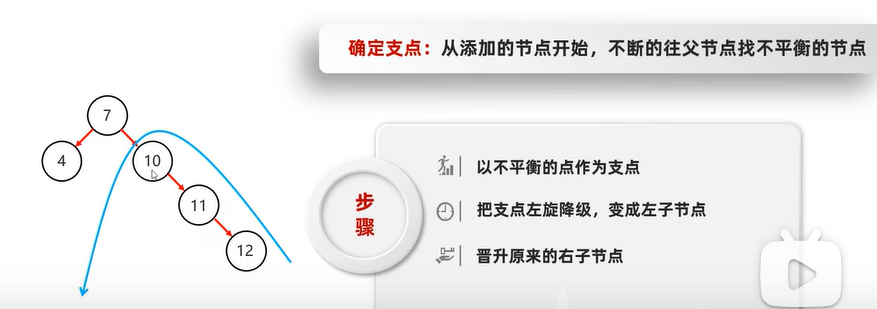 确定支点：从添加的节点开始，不断的往父节点找不平衡的节点
7
4
10
11
12
步
骤
以不平衡的点作为支点
把支点左旋降级，变成左子节点
晋升原来的右子节点